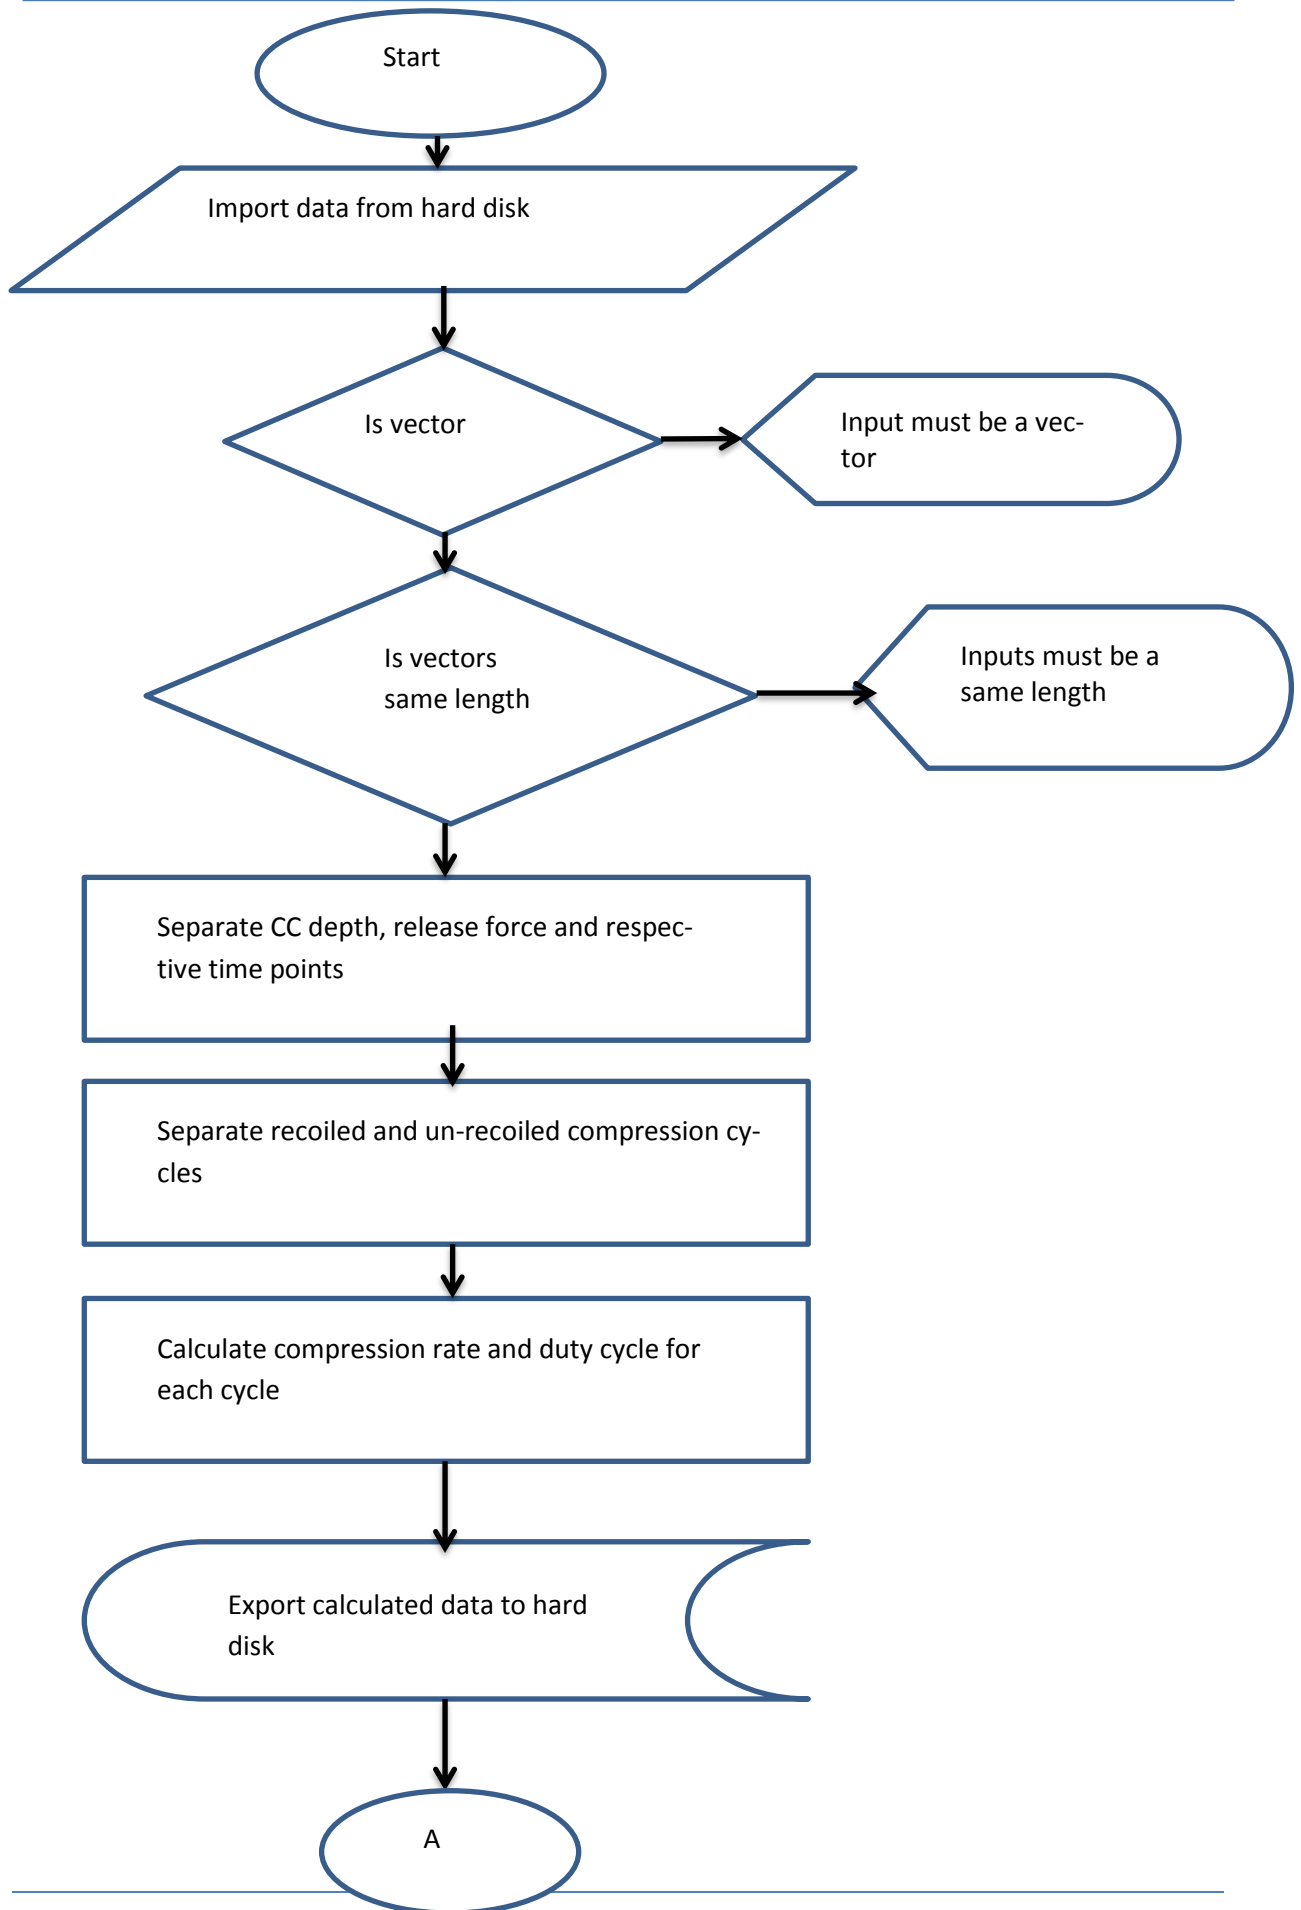 Start
Import data from hard disk
Is vector
Input must be a vec-
tor
Is vectors
same length
Inputs must be a
same length
Separate CC depth, release force and respec-
tive time points
Separate recoiled and un-recoiled compression cy-
cles
Calculate compression rate and duty cycle for
each cycle
Export calculated data to hard
disk
A